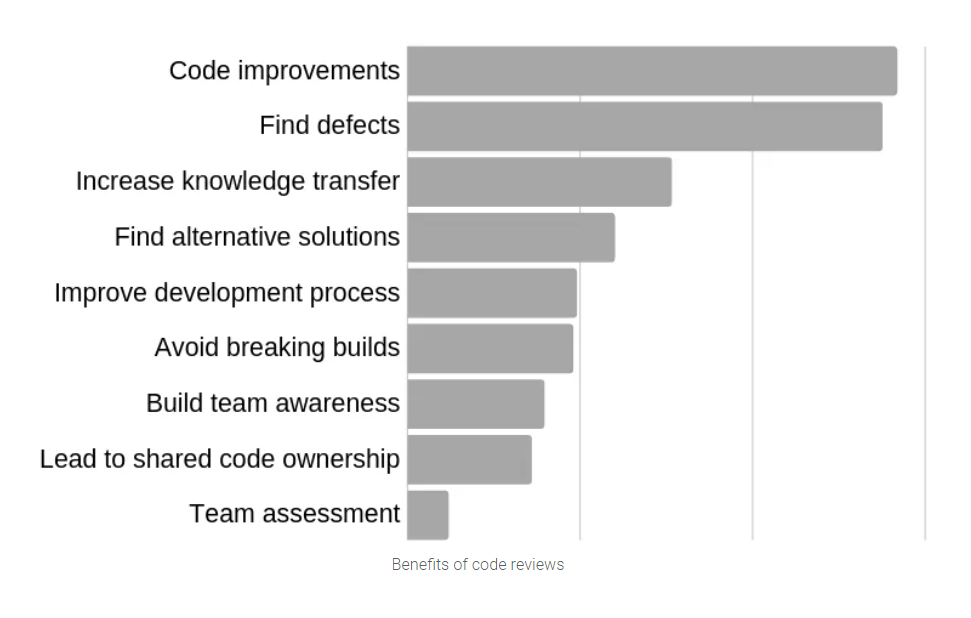 Code improvements
Find defects
Increase knowledge transfer
Find alternative solutions
Improve development process
Avoid breaking builds
Build team awareness
Lead to shared code ownership
Team assessment
Benefits of code reviews